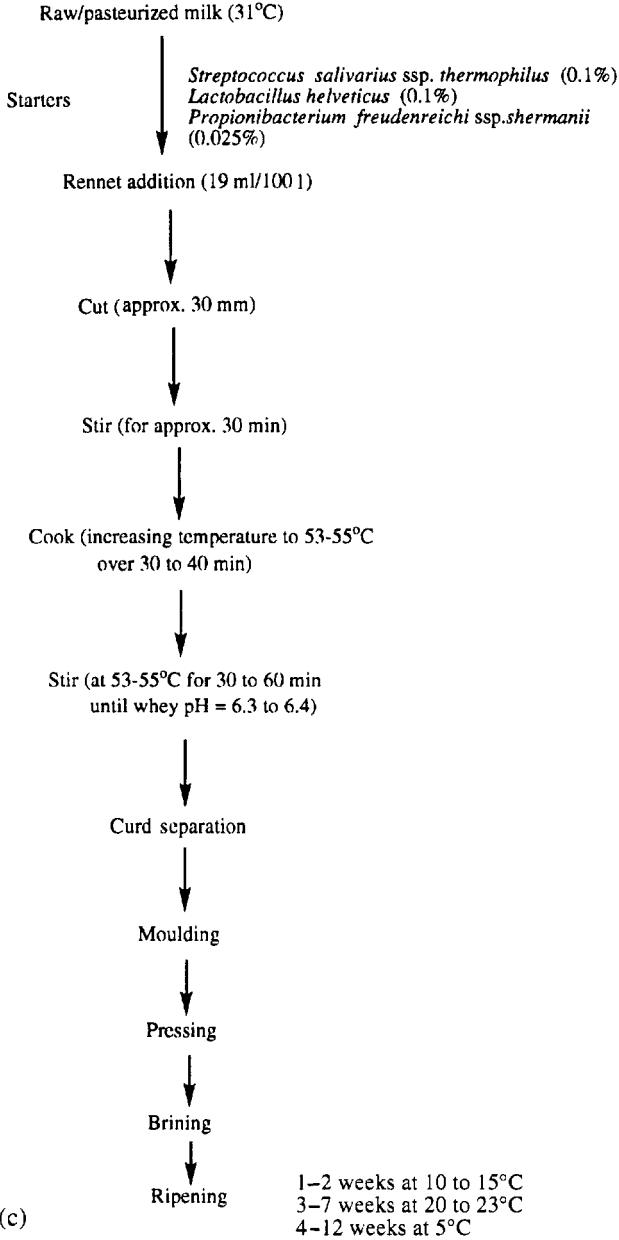 Raw/pasteurized milk (31°C)
Starters
Streptococcus salivarius ssp. thermophilus (0.1%)
Lactobacillus helveticus (0.1%)
Propionibacterium freudenreichi ssp.shermanii
(0.025%)
Rennet addition (19 ml/100 l)
Cut (approx. 30 mm)
Stir (for approx. 30 min)
Cook (increasing temperature to 53-55°C
over 30 to 40 min)
Stir (at 53-55°C for 30 to 60 min
until whey pH = 6.3 to 6.4)
Curd separation
Moulding
Pressing
Brining
Ripening
1–2 weeks at 10 to 15°C
3–7 weeks at 20 to 23°C
4–12 weeks at 5°C
(c)